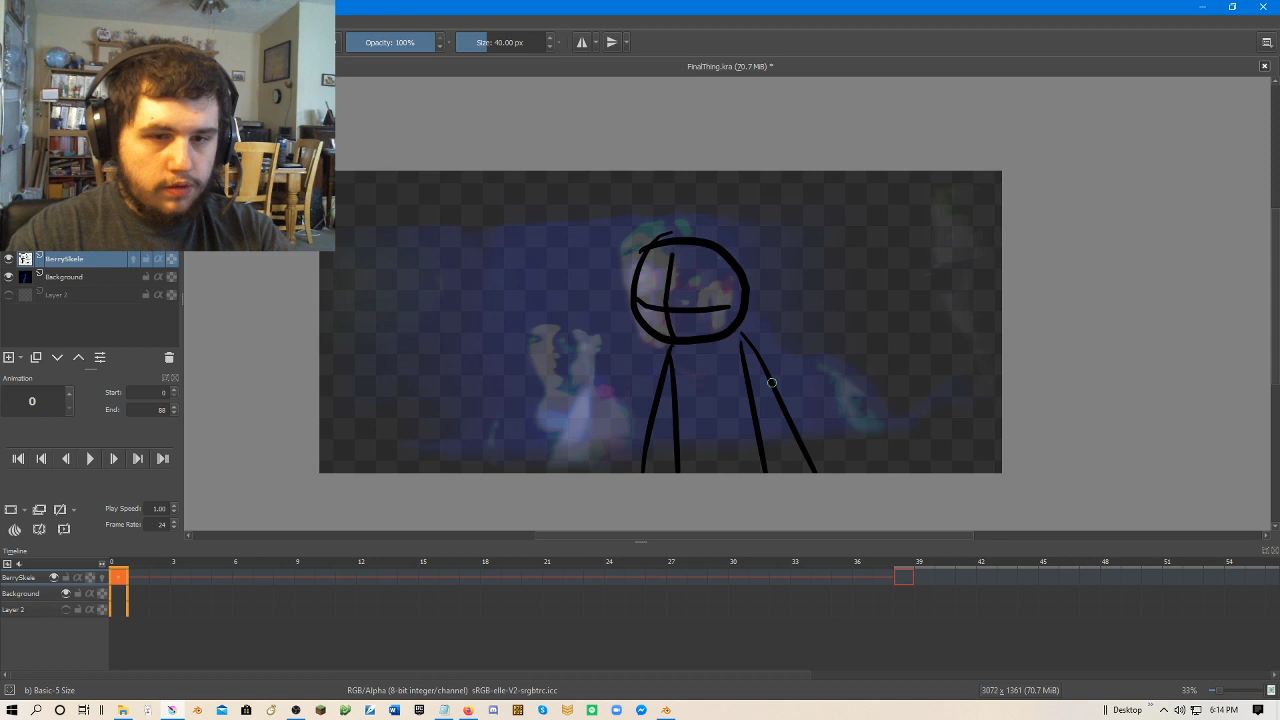 Opacity: 100%
Size: 40.00 px
FinalThing.kra (70.7 MiB) *
BerrySkele
Background
Layer 2
Animation
0
Start: 0
End: 88
Play Speed: 1.00
Frame Rate: 24
Timeline
0 3 6 9 12 15 18 21 24 27 30 33 36 39 42 45 48 51 54
BerrySkele
Background
Layer 2
b) Basic-5 Size
RGB/Alpha (8-bit integer/channel) sRGB-elle-V2-srgbtrc.icc
3072 x 1361 (70.7 MiB)
33%
Desktop
6:14 PM